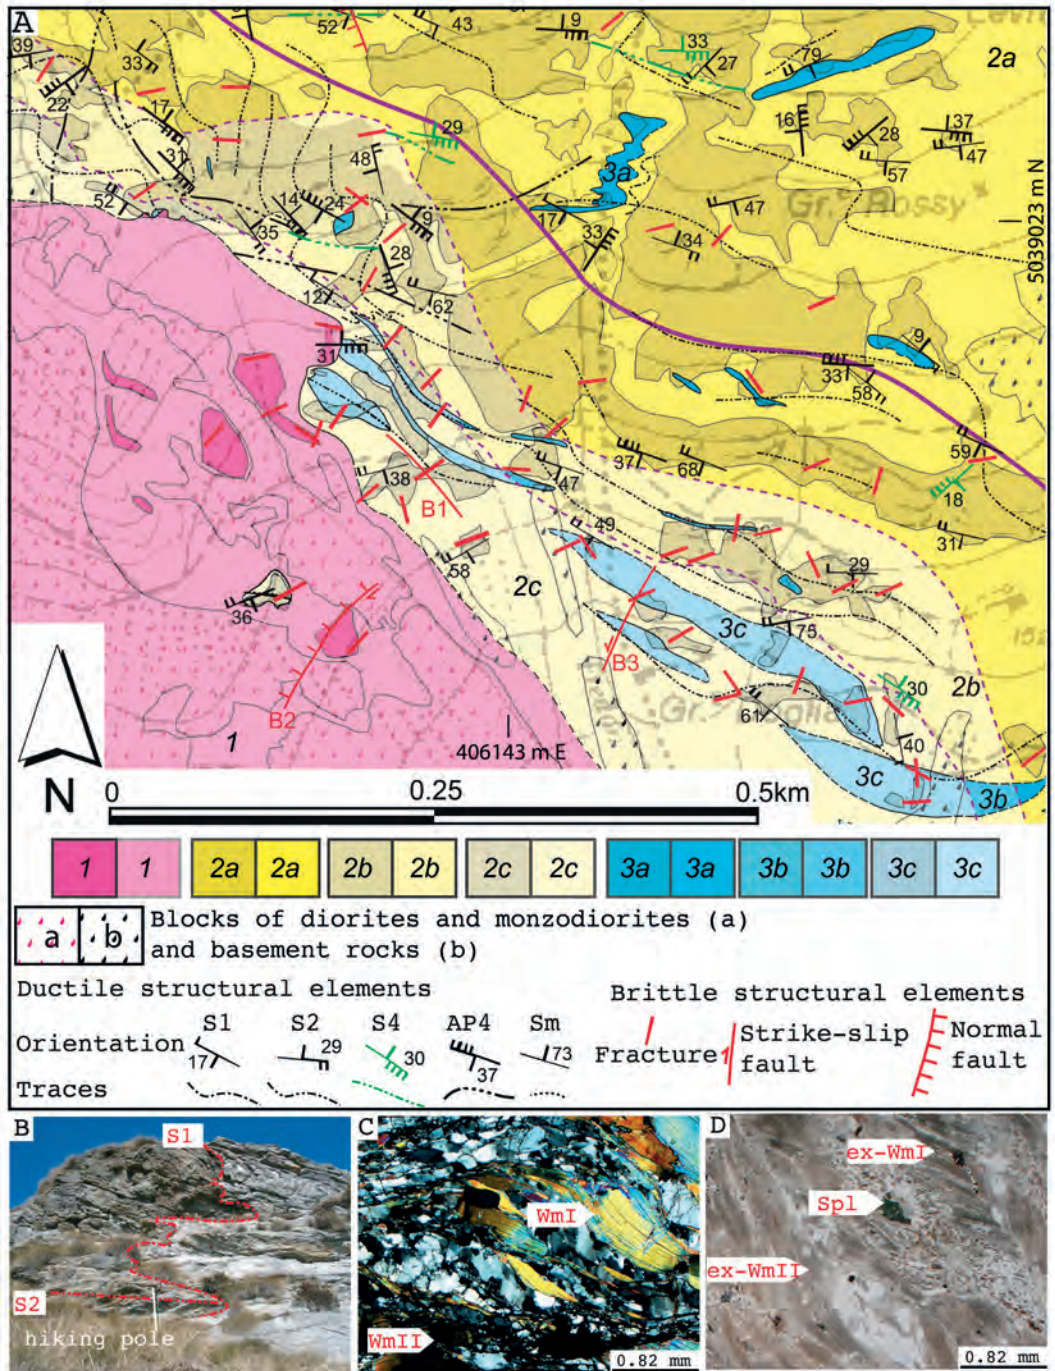 A
52
43
9
33
27
79
2a
39
33
22
17
37
29
16
28
37
47
57
3a
48
52
14
24
9
17
47
Gr. Rossy
5039023 m N
35
33
34
28
12
62
31
9
33
58
59
37
68
18
38
47
B1
31
49
58
2c
29
36
3c
75
B3
30
2b
B2
61
40
1
406143 m E
3c
3b
N
0 0.25 0.5km
1 1 2a 2a 2b 2b 2c 2c 3a 3a 3b 3b 3c 3c
a b Blocks of diorites and monzodiorites (a)
and basement rocks (b)
Ductile structural elements
Brittle structural elements
S1 S2 S4 AP4 Sm
Orientation 17 29 30 37 73
Traces
Fracture
Strike-slip
fault
Normal
fault
B
S1
S2
hiking pole
C
WmI
WmII
0.82 mm
D
ex-WmI
Spl
ex-WmII
0.82 mm